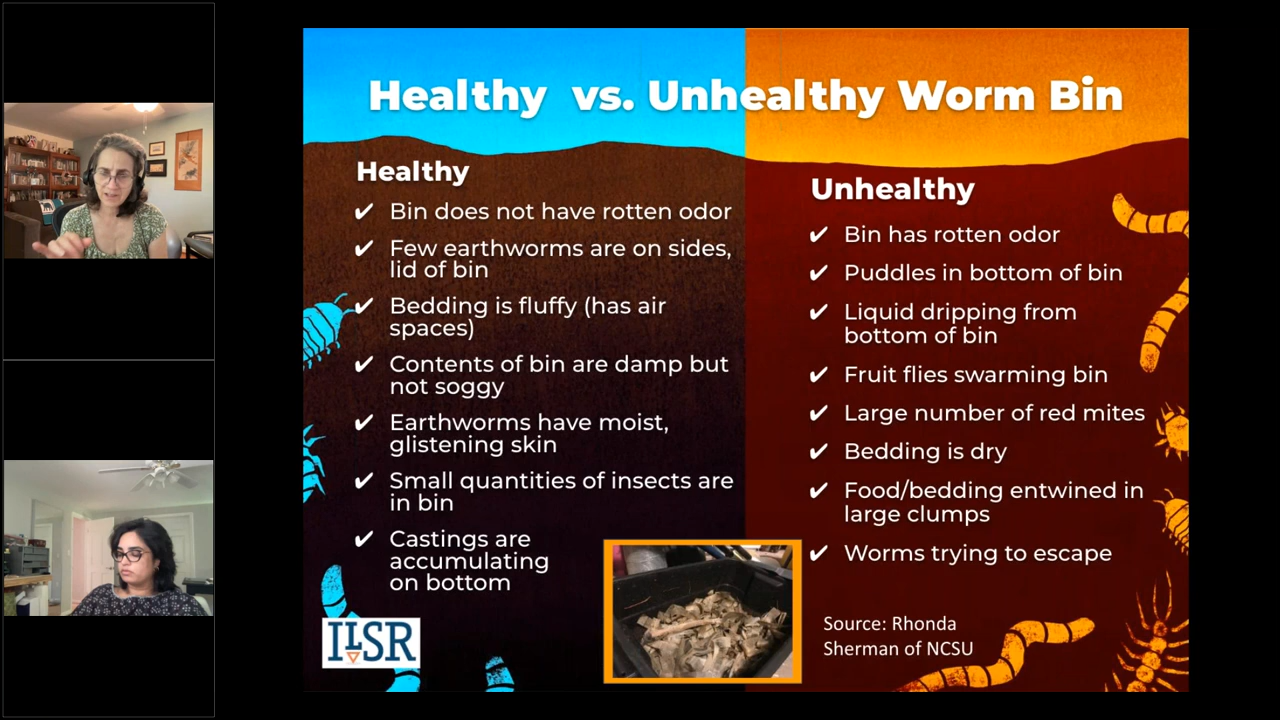 Healthy vs. Unhealthy Worm Bin
Healthy
✔ Bin does not have rotten odor
✔ Few earthworms are on sides,
lid of bin
✔ Bedding is fluffy (has air
spaces)
✔ Contents of bin are damp but
not soggy
✔ Earthworms have moist,
glistening skin
✔ Small quantities of insects are
in bin
✔ Castings are
accumulating
on bottom
ILSR
Unhealthy
✔ Bin has rotten odor
✔ Puddles in bottom of bin
✔ Liquid dripping from
bottom of bin
✔ Fruit flies swarming bin
✔ Large number of red mites
✔ Bedding is dry
✔ Food/bedding entwined in
large clumps
✔ Worms trying to escape
Source: Rhonda
Sherman of NCSU